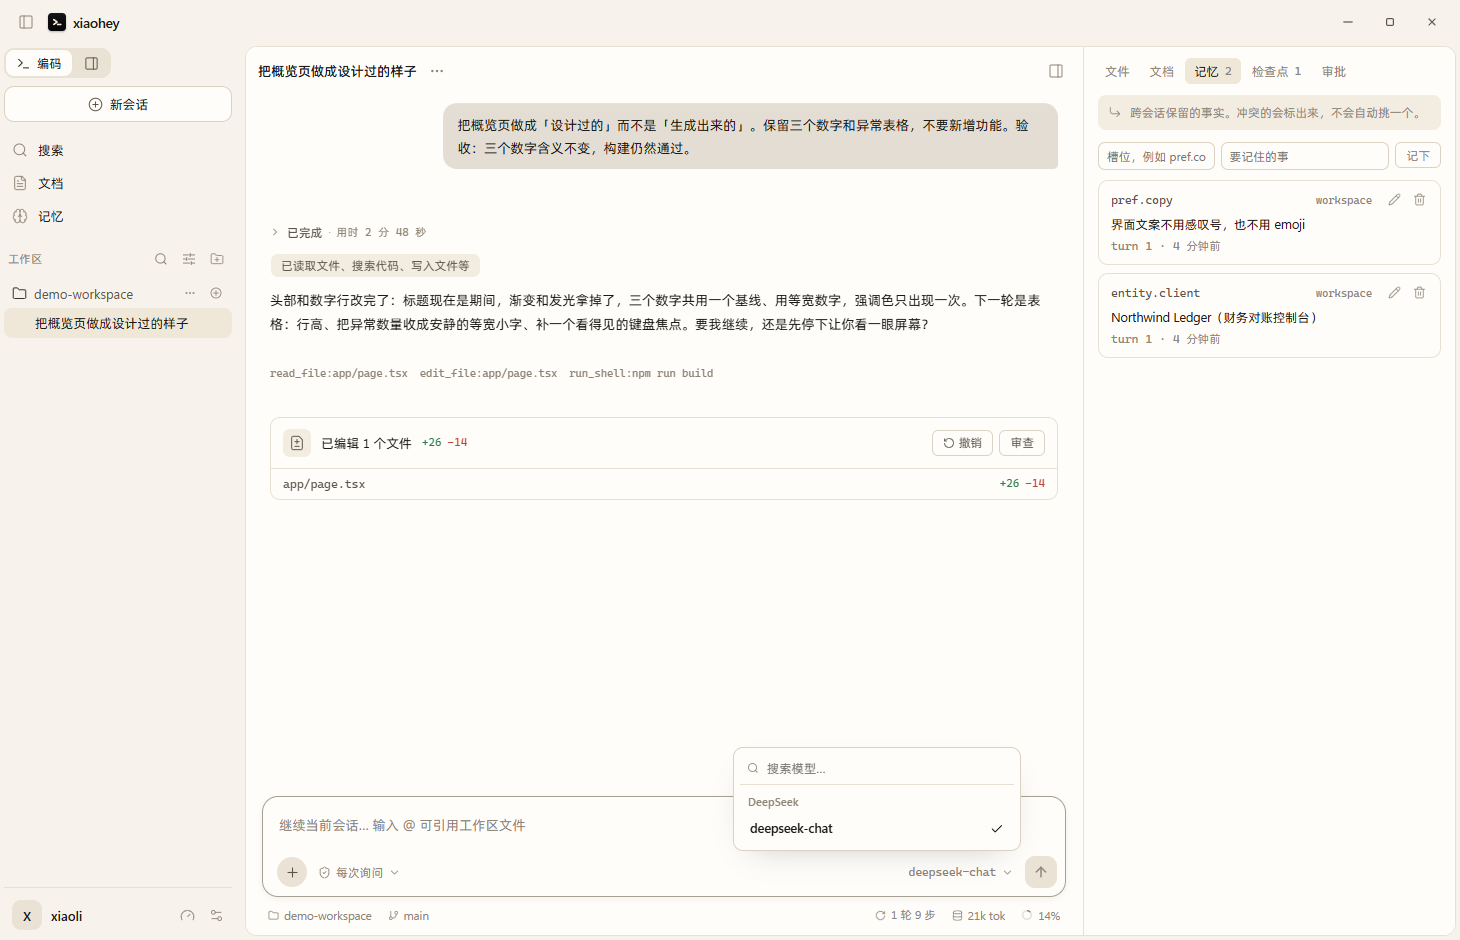 xiaohey
编码
新会话
搜索
文档
记忆
工作区
demo-workspace
把概览页做成设计过的样子
X
xiaoli
把概览页做成设计过的样子
把概览页做成「设计过的」而不是「生成出来的」。保留三个数字和异常表格，不要新增功能。验
收：三个数字含义不变，构建仍然通过。
已完成 · 用时 2 分 48 秒
已读取文件、搜索代码、写入文件等
头部和数字行改完了：标题现在是期间，渐变和发光拿掉了，三个数字共用一个基线、用等宽数字，强调色只出现一次。下一轮是表
格：行高、把异常数量收成安静的等宽小字、补一个看得见的键盘焦点。要我继续，还是先停下让你看一眼屏幕？
read_file:app/page.tsx edit_file:app/page.tsx run_shell:npm run build
已编辑 1 个文件 +26 −14
撤销 审查
app/page.tsx +26 −14
搜索模型...
DeepSeek
deepseek-chat
继续当前会话... 输入 @ 可引用工作区文件
每次询问
deepseek-chat
demo-workspace main
1 轮 9 步 21k tok 14%
文件 文档 记忆 2 检查点 1 审批
跨会话保留的事实。冲突的会标出来，不会自动挑一个。
槽位，例如 pref.co 要记住的事 记下
pref.copy workspace
界面文案不用感叹号，也不用 emoji
turn 1 · 4 分钟前
entity.client workspace
Northwind Ledger（财务对账控制台）
turn 1 · 4 分钟前